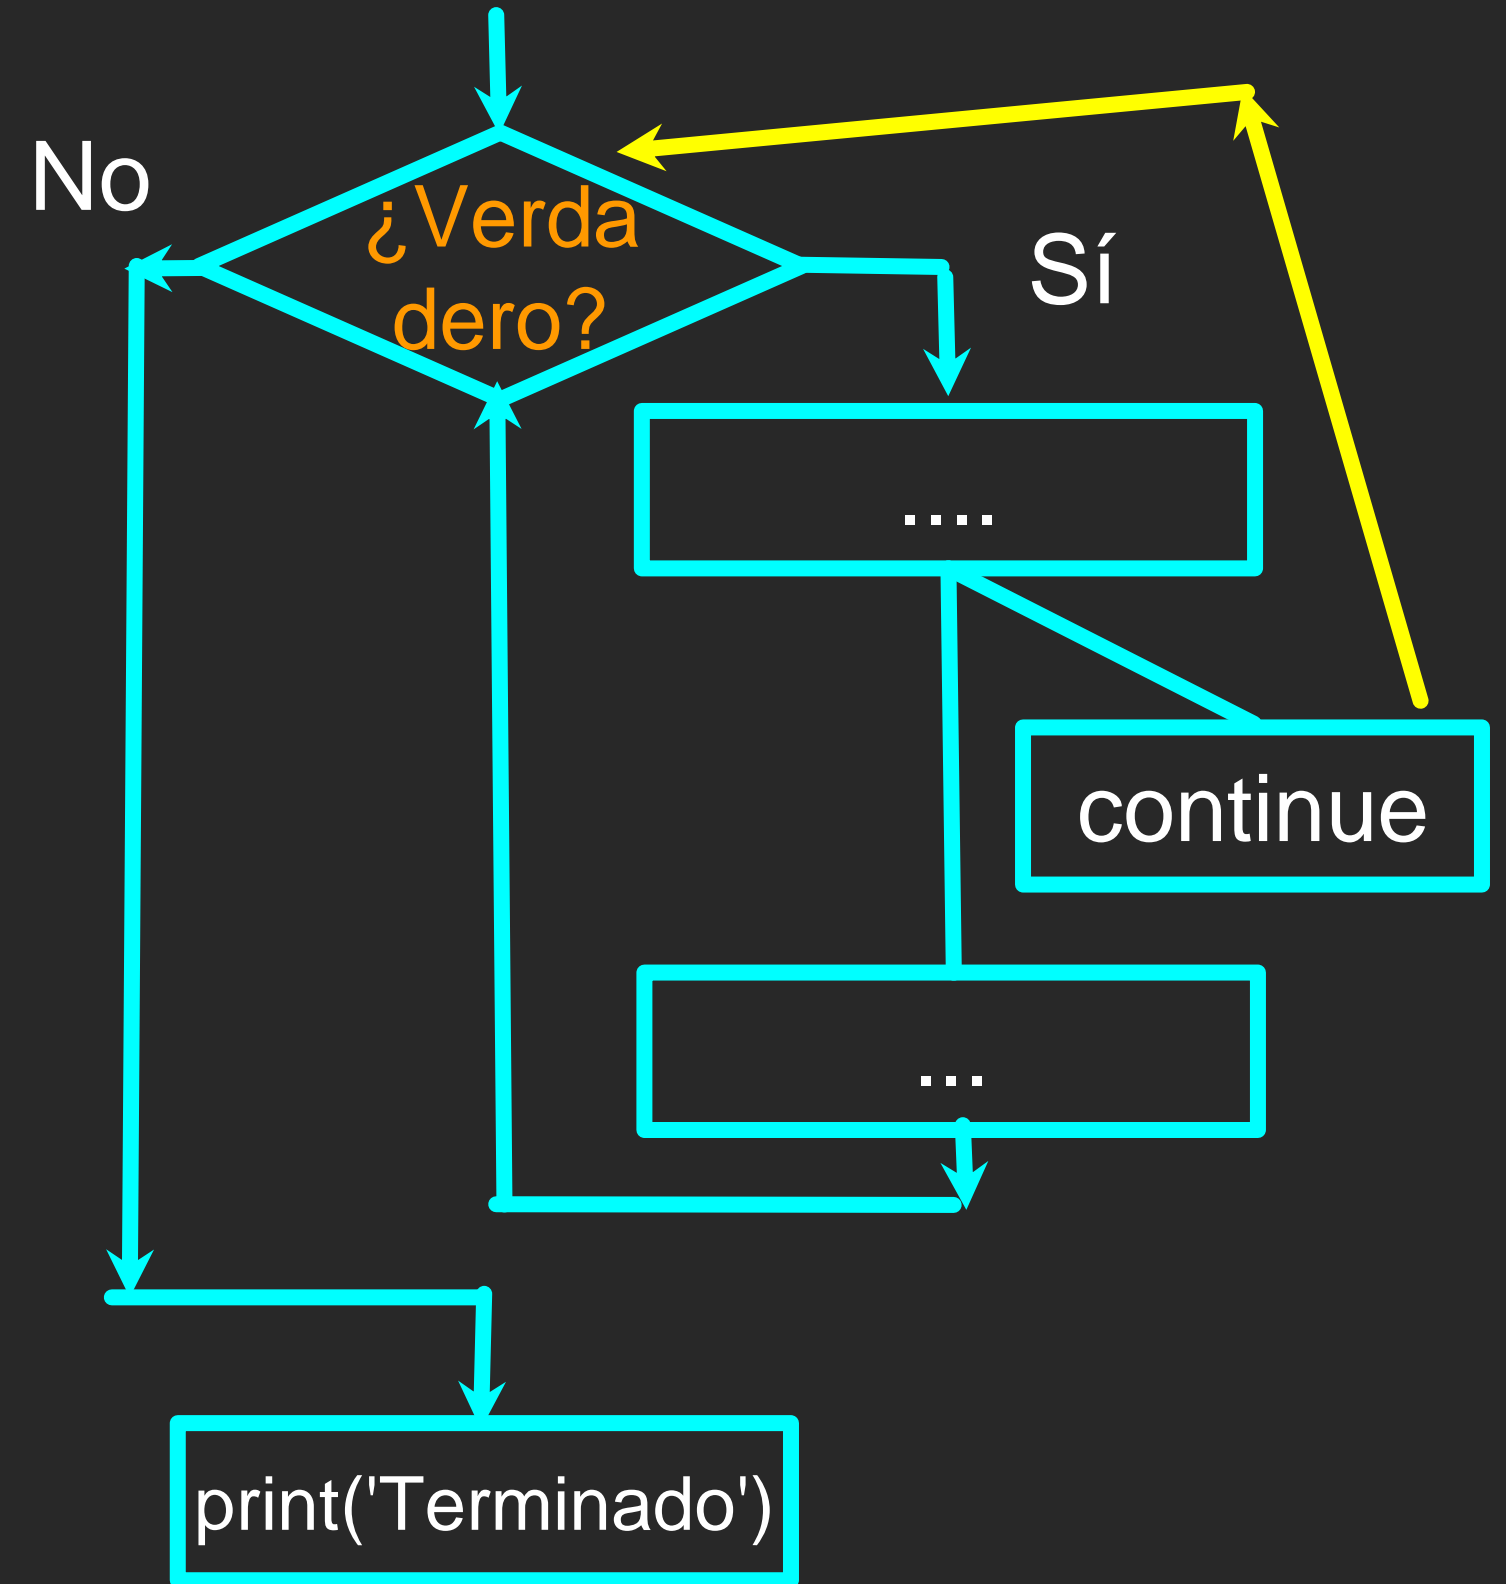 No
¿Verda
dero?
Sí
....
continue
...
print('Terminado')